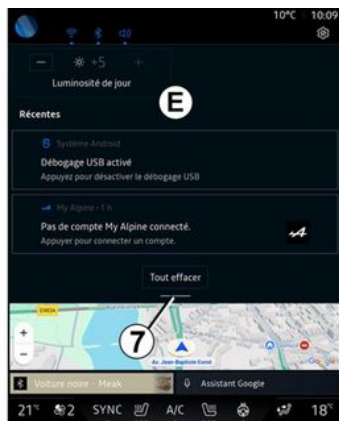 10°C 10:09
+5
Luminosité de jour
E
Récentes
Système Android
Débogage USB activé
Appuyez pour désactiver le débogage USB
My Alpine • 1 h
Pas de compte My Alpine connecté.
Appuyer pour connecter un compte.
Tout effacer
7
Av. Jean-Baptiste Corot
Google
Voiture noire - Meak
Assistant Google
21°C 2 SYNC A/C 18°